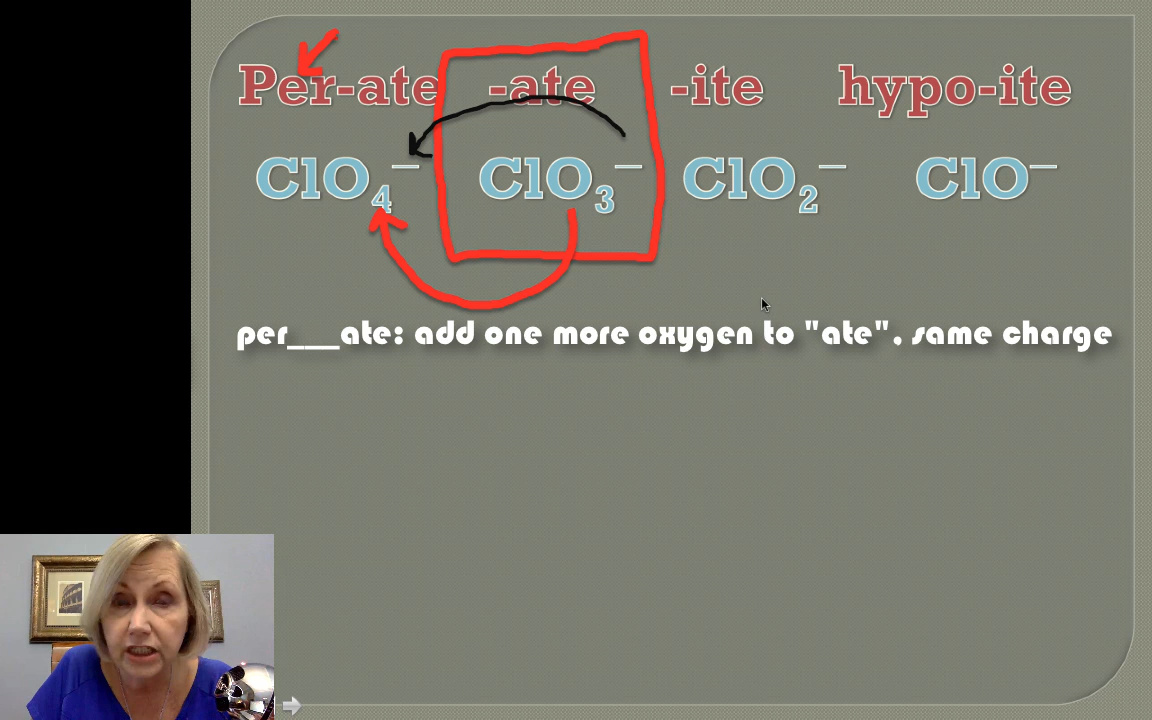 Per-ate -ate -ite hypo-ite
ClO₄⁻ ClO₃⁻ ClO₂⁻ ClO⁻
per___ate: add one more oxygen to "ate", same charge